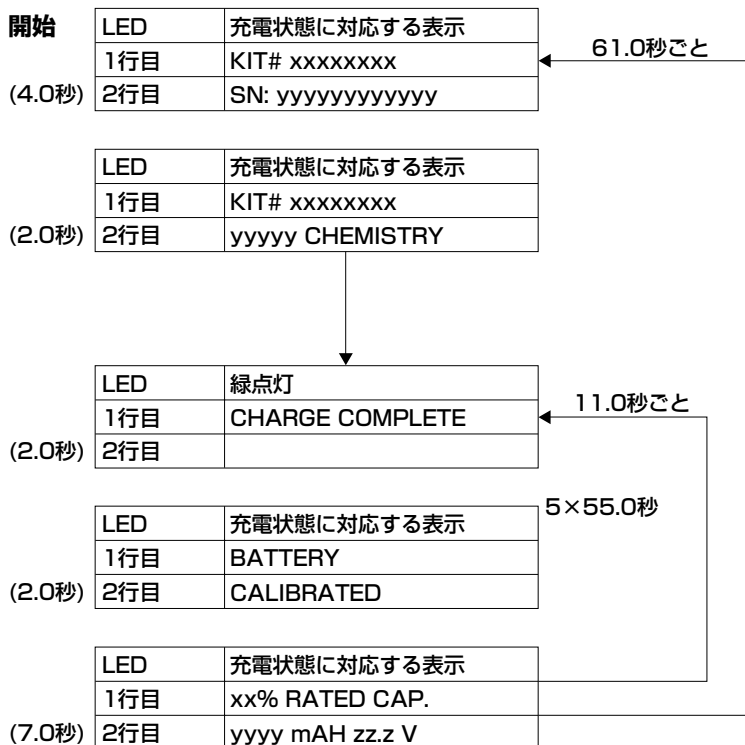 開始
LED 充電状態に対応する表示
1行目 KIT# xxxxxxxx
61.0秒ごと
(4.0秒) 2行目 SN: yyyyyyyyyyyy
LED 充電状態に対応する表示
1行目 KIT# xxxxxxxx
(2.0秒) 2行目 yyyyy CHEMISTRY
LED 緑点灯
1行目 CHARGE COMPLETE
11.0秒ごと
(2.0秒) 2行目
5×55.0秒
LED 充電状態に対応する表示
1行目 BATTERY
(2.0秒) 2行目 CALIBRATED
LED 充電状態に対応する表示
1行目 xx% RATED CAP.
(7.0秒) 2行目 yyyy mAH zz.z V